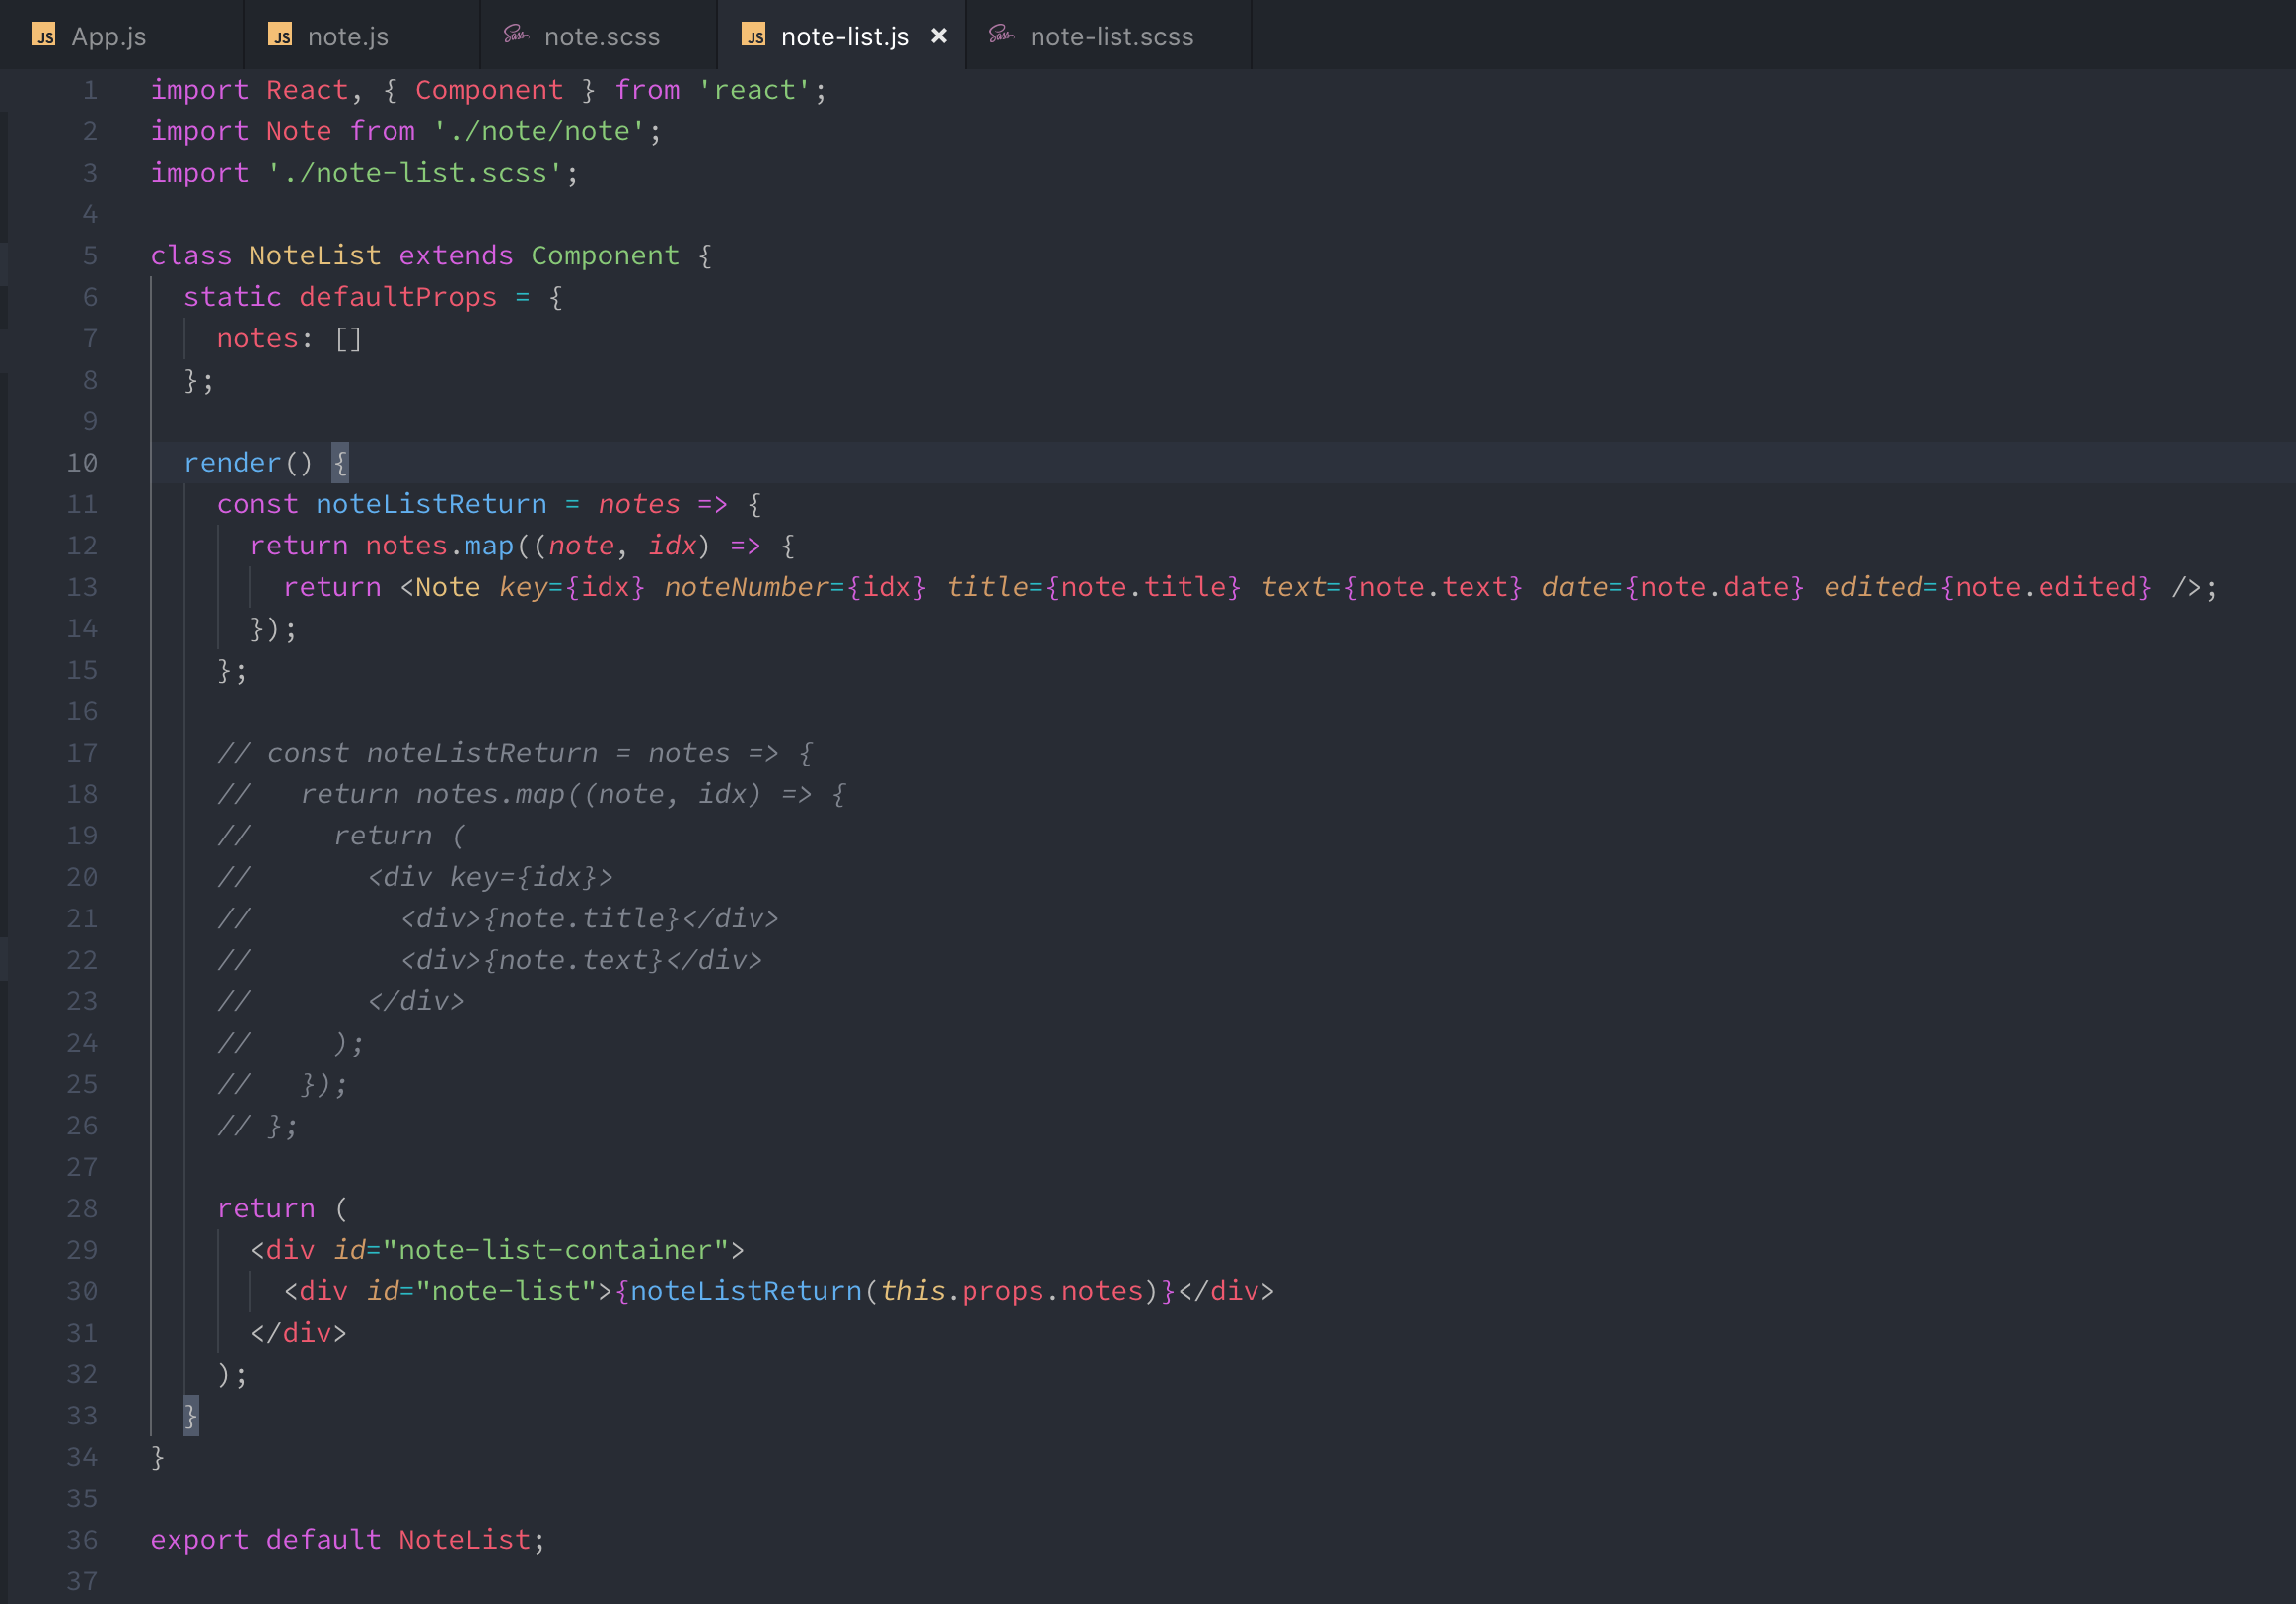 JS App.js JS note.js Sass note.scss JS note-list.js × Sass note-list.scss
1 import React, { Component } from 'react';
2 import Note from './note/note';
3 import './note-list.scss';
4
5 class NoteList extends Component {
6   static defaultProps = {
7     notes: []
8   };
9
10   render() {
11     const noteListReturn = notes => {
12       return notes.map((note, idx) => {
13         return <Note key={idx} noteNumber={idx} title={note.title} text={note.text} date={note.date} edited={note.edited} />;
14       });
15     };
16
17     // const noteListReturn = notes => {
18     //   return notes.map((note, idx) => {
19     //     return (
20     //       <div key={idx}>
21     //         <div>{note.title}</div>
22     //         <div>{note.text}</div>
23     //       </div>
24     //     );
25     //   });
26     // };
27
28     return (
29       <div id="note-list-container">
30         <div id="note-list">{noteListReturn(this.props.notes)}</div>
31       </div>
32     );
33   }
34 }
35
36 export default NoteList;
37